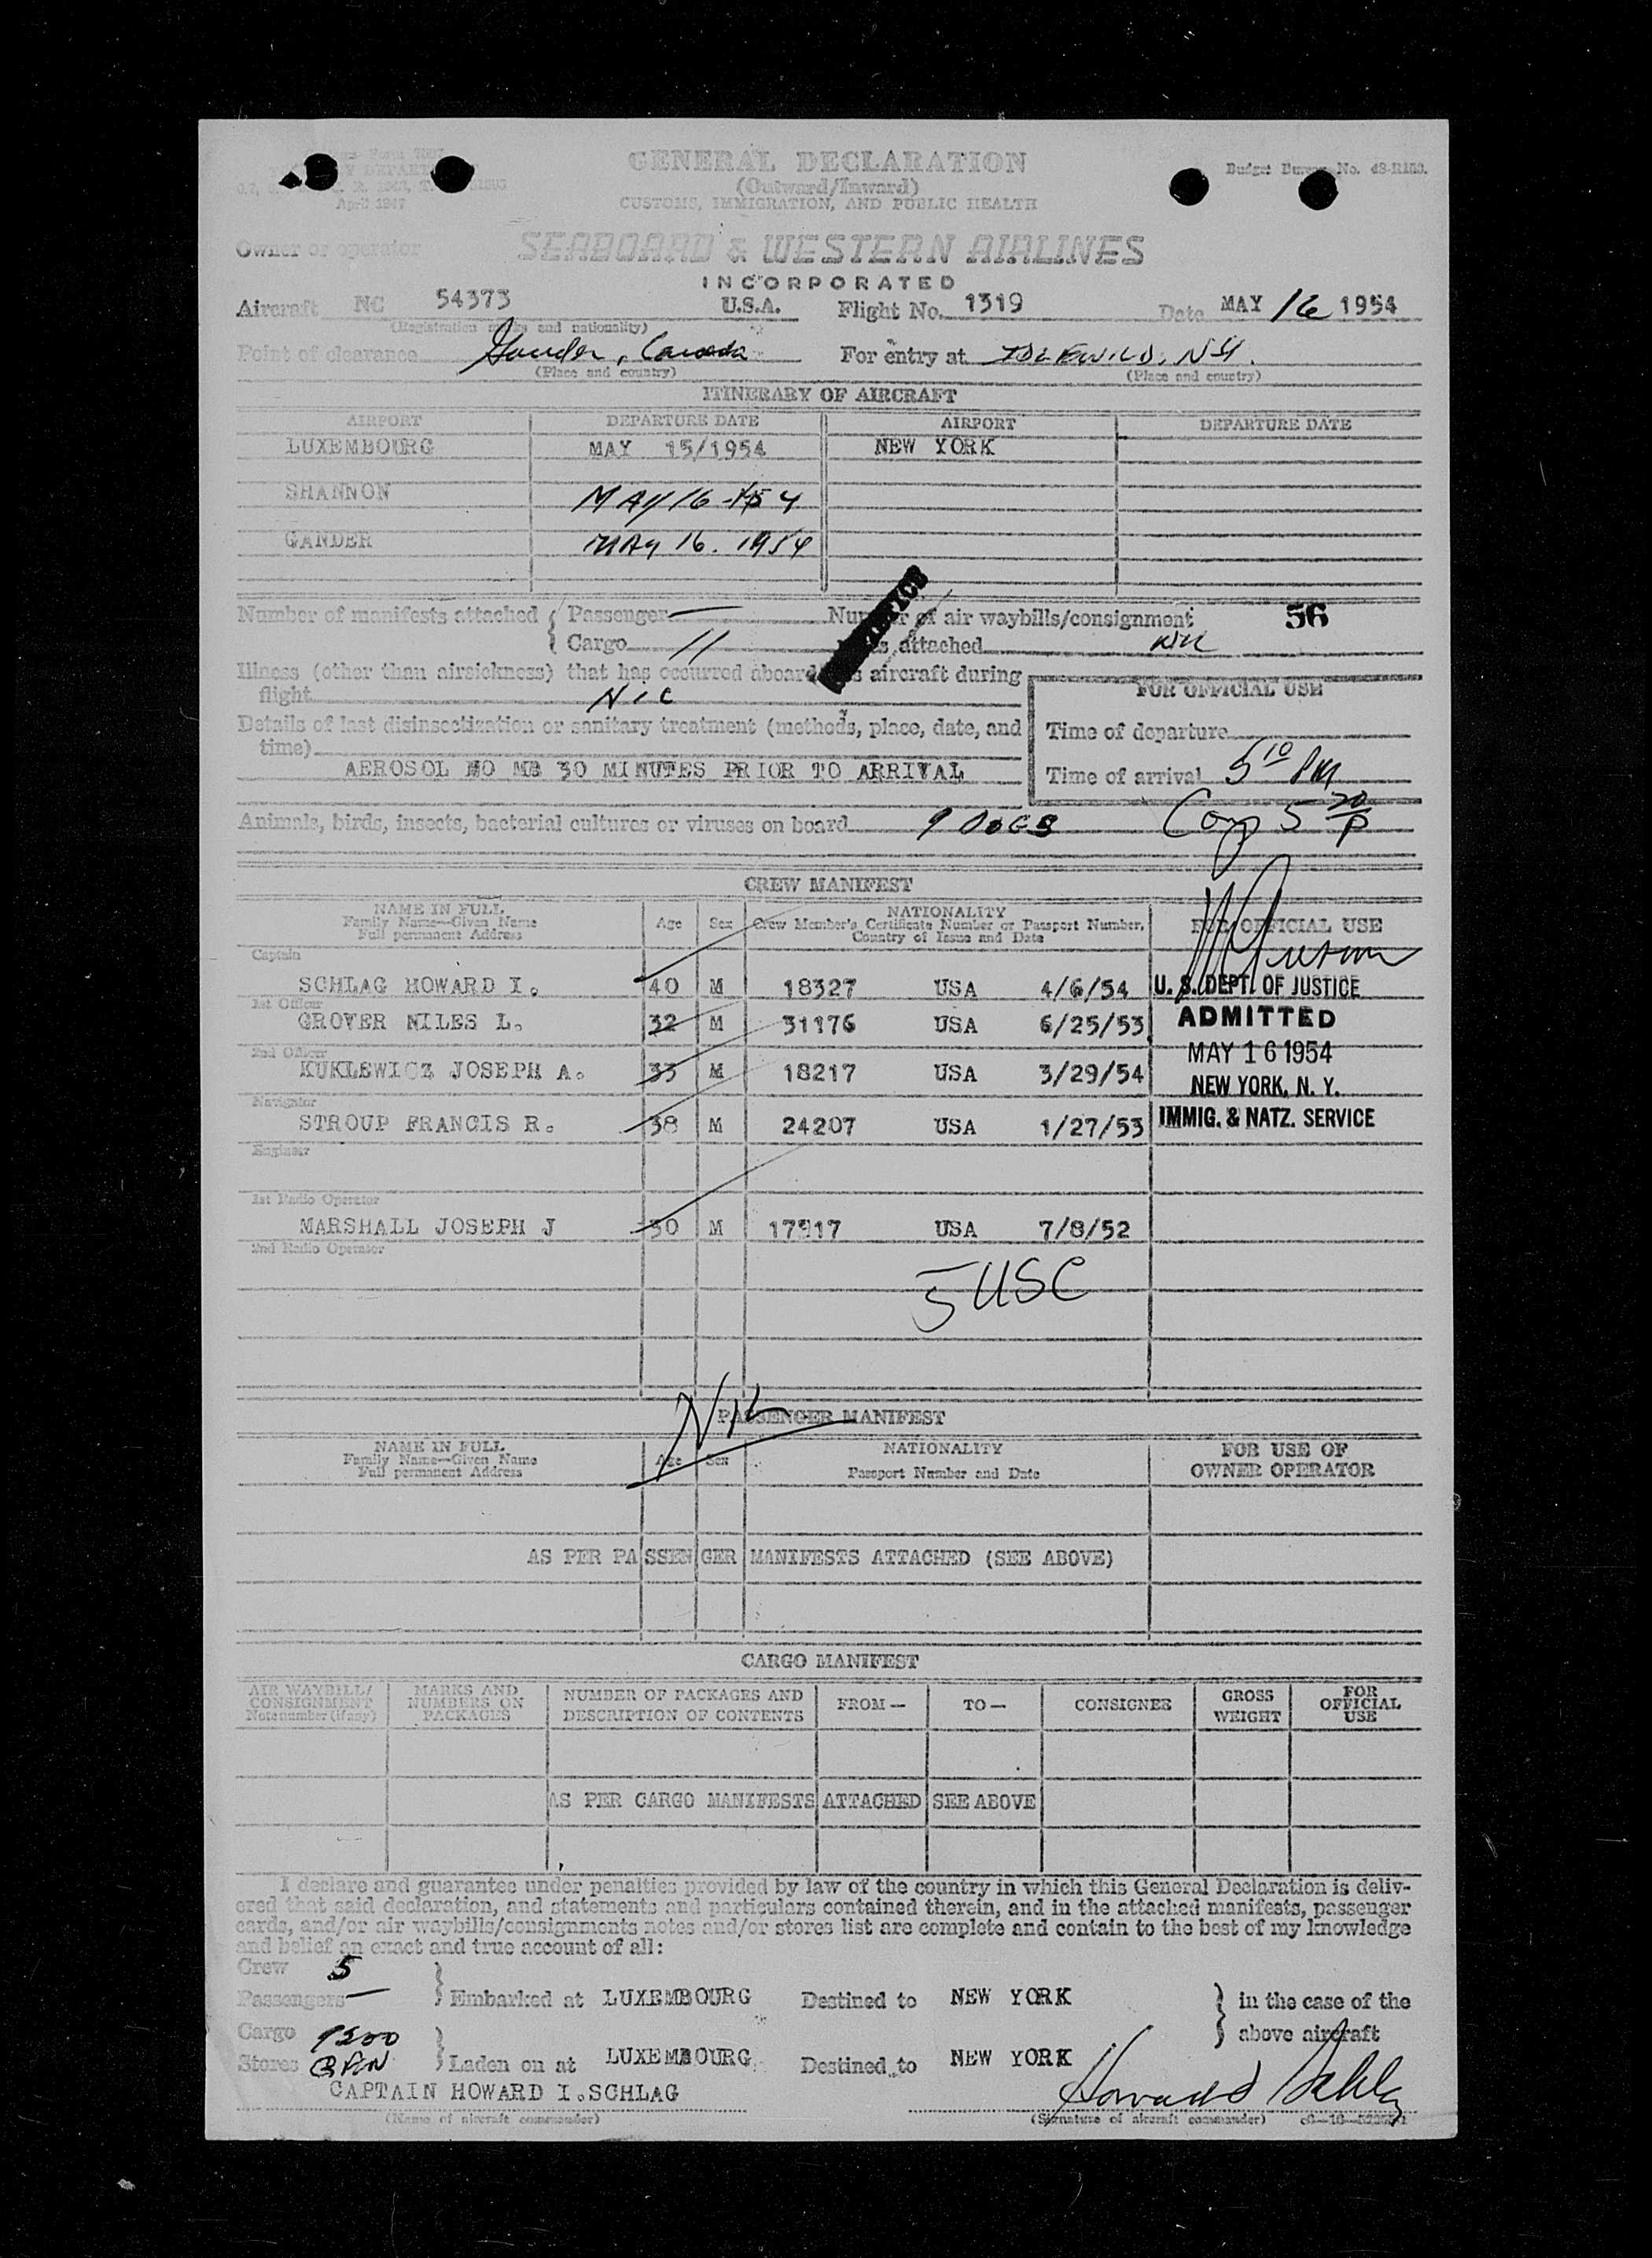 GENERAL DECLARATION
(Outward/Inward)
CUSTOMS, IMMIGRATION, AND PUBLIC HEALTH
April 1947
Budget Bureau No.
Owner or operator SEABOARD & WESTERN AIRLINES
INCORPORATED
Aircraft NC 54373 U.S.A. Flight No. 1319 Date MAY 16 1954
(Registration marks and nationality)
Point of clearance Gander, Canada For entry at IDLEWILD, NY.
(Place and country) (Place and country)
ITINERARY OF AIRCRAFT
AIRPORT DEPARTURE DATE AIRPORT DEPARTURE DATE
LUXEMBOURG MAY 15/1954 NEW YORK
SHANNON MAY 16 54
GANDER MAY 16. 1954
Number of manifests attached { Passenger — Number of air waybills/consignment 56
Cargo 11 attached Nil
Illness (other than airsickness) that has occurred aboard aircraft during
flight NIL
FOR OFFICIAL USE
Details of last disinsectization or sanitary treatment (methods, place, date, and
time)
Time of departure
AEROSOL 30 MINUTES PRIOR TO ARRIVAL
Time of arrival 5 10 PM
Animals, birds, insects, bacterial cultures or viruses on board 9 DOGS
5 20 P
CREW MANIFEST
NAME IN FULL Age Sex NATIONALITY FOR OFFICIAL USE
Family Name—Given Name Crew Member's Certificate Number or Passport Number,
Full permanent Address Country of Issue and Date
Captain
SCHLAG HOWARD I. 40 M 18327 USA 4/6/54 U. S. DEPT. OF JUSTICE
1st Officer
GROVER NILES L. 32 M 31176 USA 6/25/53 ADMITTED
2nd Officer MAY 16 1954
KUKLEWICZ JOSEPH A. 33 M 18217 USA 3/29/54
NEW YORK, N. Y.
Navigator
STROUP FRANCIS R. 38 M 24207 USA 1/27/53 IMMIG. & NATZ. SERVICE
Engineer
1st Radio Operator
MARSHALL JOSEPH J 30 M USA 7/8/52
2nd Radio Operator
5 USC
NIL
PASSENGER MANIFEST
NAME IN FULL Age Sex NATIONALITY FOR USE OF
Family Name—Given Name OWNER OPERATOR
Full permanent Address Passport Number and Date
AS PER PASSENGER MANIFESTS ATTACHED (SEE ABOVE)
CARGO MANIFEST
AIR WAYBILL/ MARKS AND NUMBER OF PACKAGES AND FROM— TO— CONSIGNEE GROSS FOR
CONSIGNMENT NUMBERS ON DESCRIPTION OF CONTENTS WEIGHT OFFICIAL
Note number (if any) PACKAGES USE
AS PER CARGO MANIFESTS ATTACHED SEE ABOVE
I declare and guarantee under penalties provided by law of the country in which this General Declaration is deliv-
ered that said declaration, and statements and particulars contained therein, and in the attached manifests, passenger
cards, and/or air waybills/consignments notes and/or stores list are complete and contain to the best of my knowledge
and belief an exact and true account of all:
Crew 5
Passengers — } Embarked at LUXEMBOURG Destined to NEW YORK } in the case of the
Cargo above aircraft
Stores } Laden on at LUXEMBOURG Destined to NEW YORK
CAPTAIN HOWARD I. SCHLAG Howard Schlag
(Name of aircraft commander) (Signature of aircraft commander)